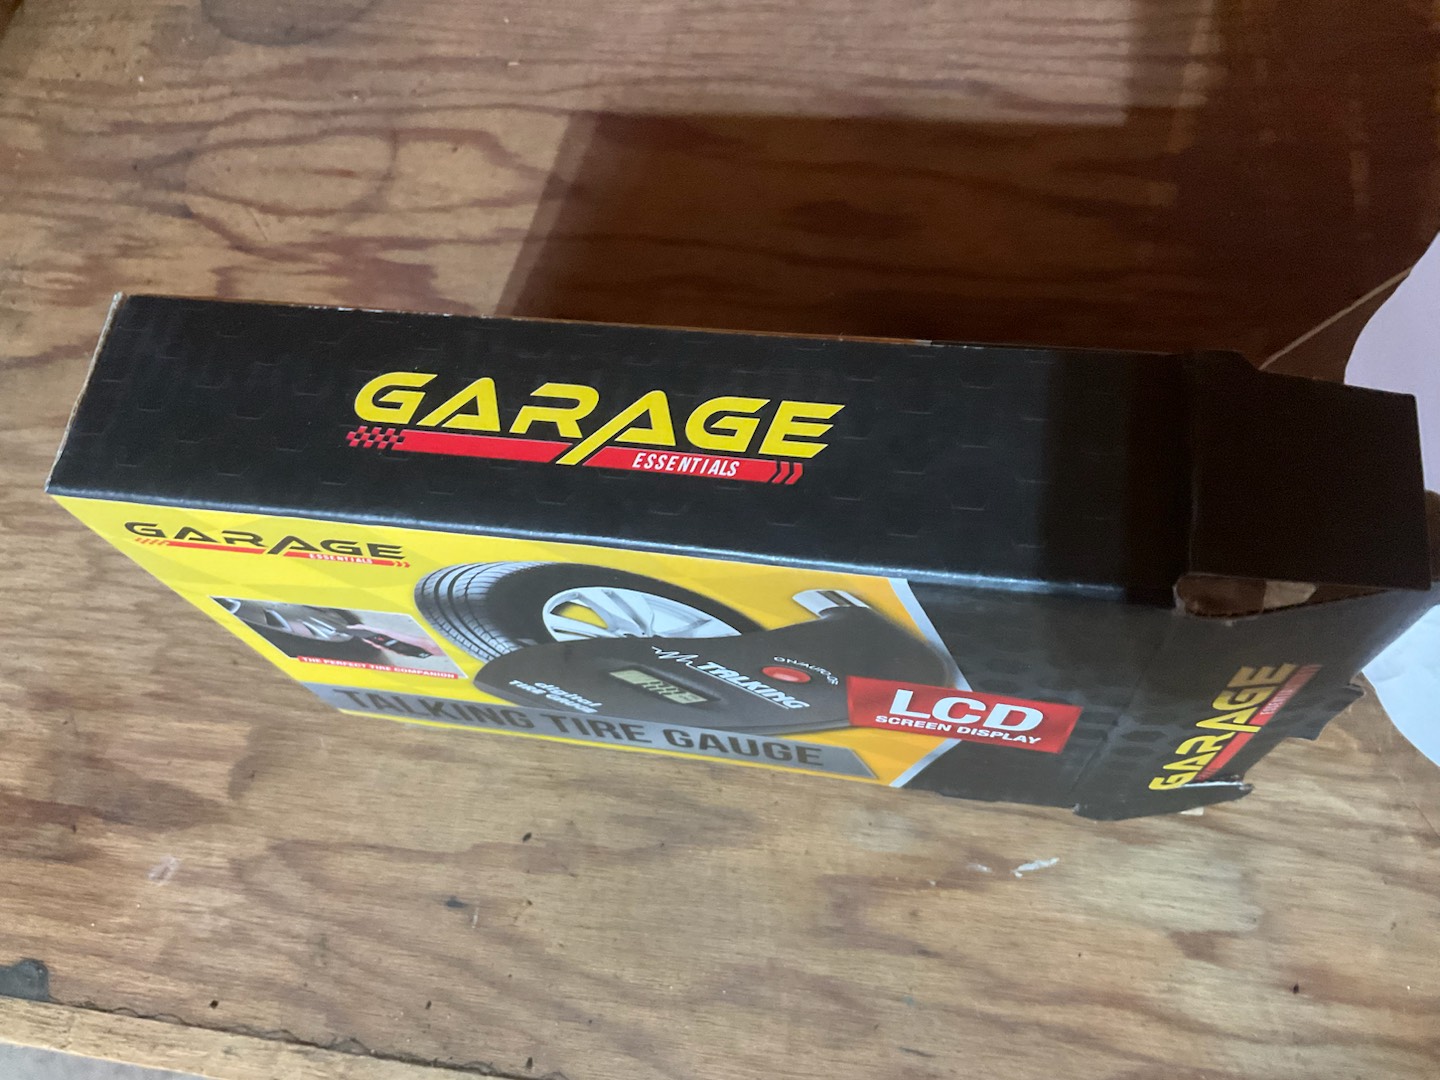 GARAGE
ESSENTIALS
GARAGE
ESSENTIALS
THE PERFECT TIRE COMPANION
TALKING
digital
TIRE GAUGE
LCD
SCREEN DISPLAY
TALKING TIRE GAUGE
GARAGE